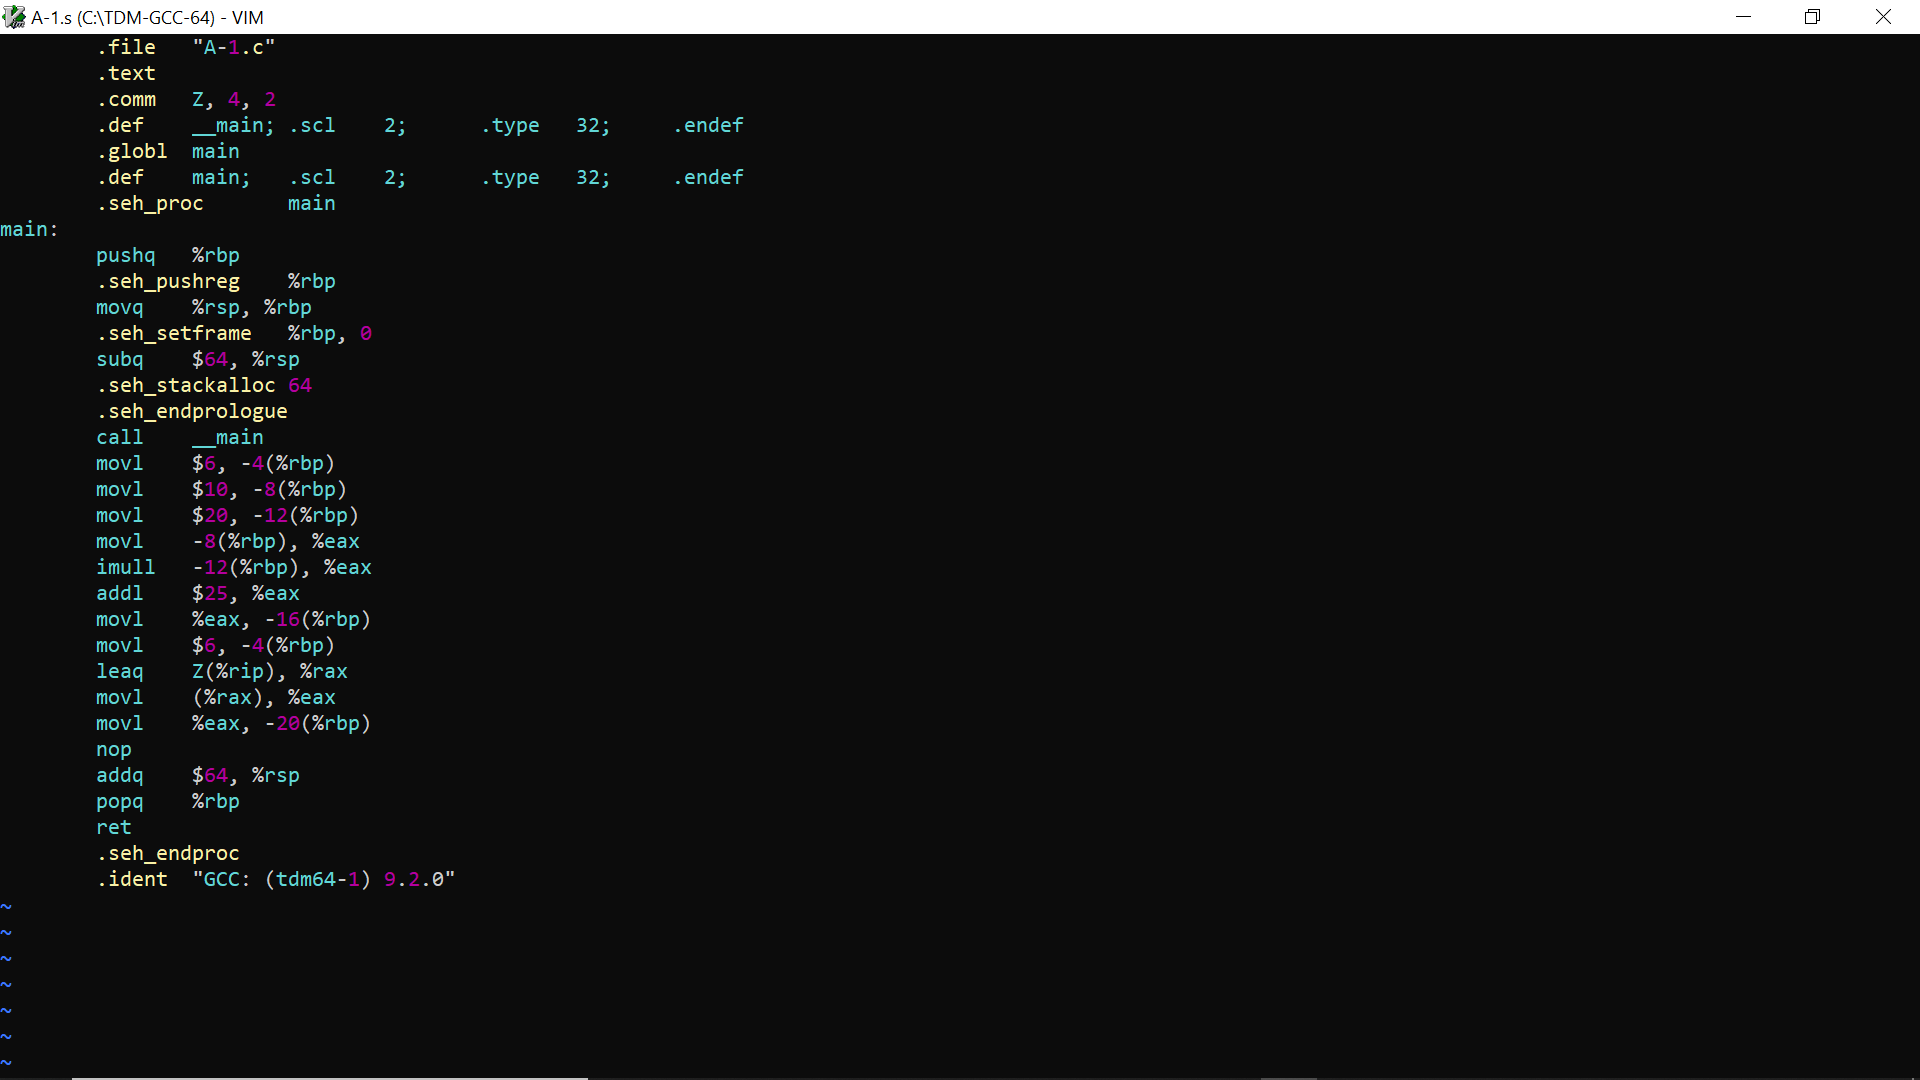 A-1.s (C:\TDM-GCC-64) - VIM
.file "A-1.c"
.text
.comm Z, 4, 2
.def __main; .scl 2; .type 32; .endef
.globl main
.def main; .scl 2; .type 32; .endef
.seh_proc main
main:
pushq %rbp
.seh_pushreg %rbp
movq %rsp, %rbp
.seh_setframe %rbp, 0
subq $64, %rsp
.seh_stackalloc 64
.seh_endprologue
call __main
movl $6, -4(%rbp)
movl $10, -8(%rbp)
movl $20, -12(%rbp)
movl -8(%rbp), %eax
imull -12(%rbp), %eax
addl $25, %eax
movl %eax, -16(%rbp)
movl $6, -4(%rbp)
leaq Z(%rip), %rax
movl (%rax), %eax
movl %eax, -20(%rbp)
nop
addq $64, %rsp
popq %rbp
ret
.seh_endproc
.ident "GCC: (tdm64-1) 9.2.0"
~
~
~
~
~
~
~